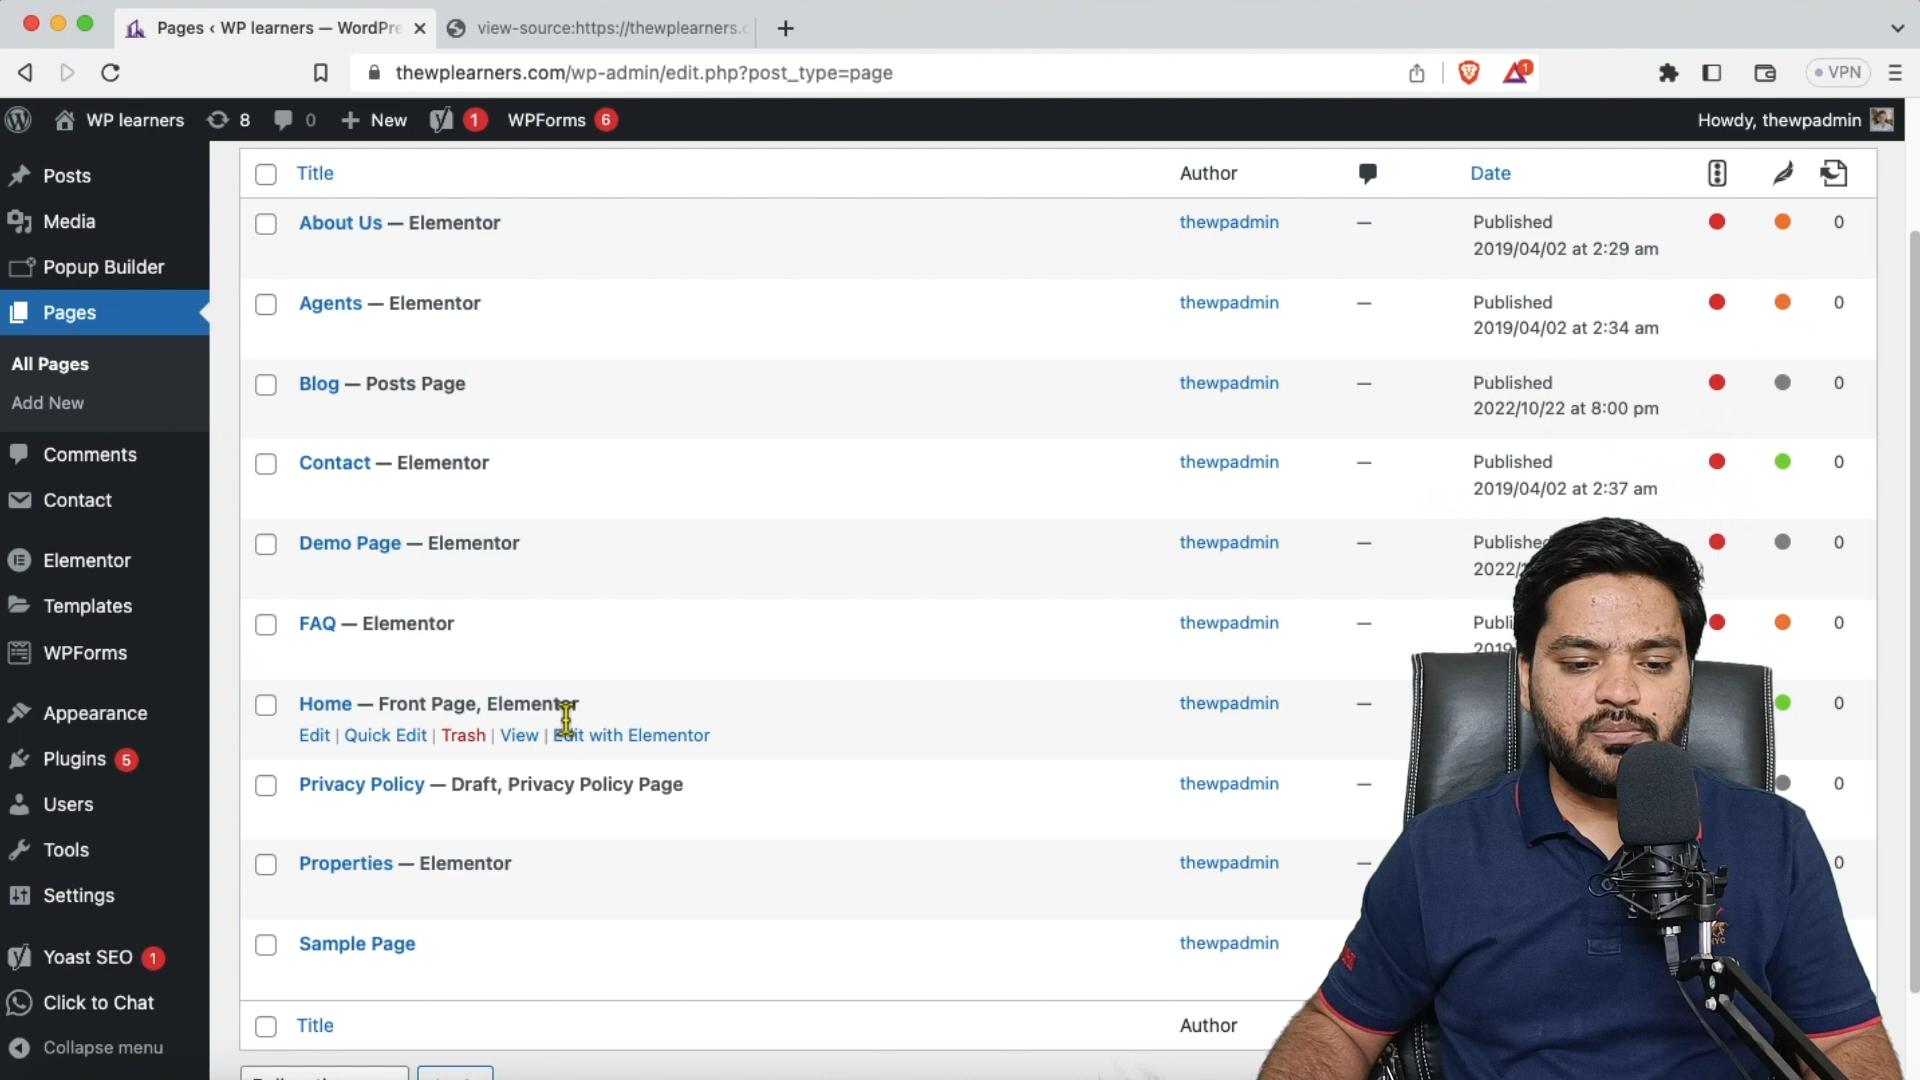 Pages ‹ WP learners — WordPre
view-source:https://thewplearners.c
thewplearners.com/wp-admin/edit.php?post_type=page
1
VPN
WP learners
8
0
New
1
WPForms 6
Howdy, thewpadmin
Posts
Media
Popup Builder
Pages
All Pages
Add New
Comments
Contact
Elementor
Templates
WPForms
Appearance
Plugins 5
Users
Tools
Settings
Yoast SEO 1
Click to Chat
Collapse menu
Title Author Date
About Us — Elementor thewpadmin — Published 0
2019/04/02 at 2:29 am
Agents — Elementor thewpadmin — Published 0
2019/04/02 at 2:34 am
Blog — Posts Page thewpadmin — Published 0
2022/10/22 at 8:00 pm
Contact — Elementor thewpadmin — Published 0
2019/04/02 at 2:37 am
Demo Page — Elementor thewpadmin — Published 0
2022/
FAQ — Elementor thewpadmin — Publi 0
2019
Home — Front Page, Elementor thewpadmin — 0
Edit | Quick Edit | Trash | View | Edit with Elementor
Privacy Policy — Draft, Privacy Policy Page thewpadmin — 0
Properties — Elementor thewpadmin — 0
Sample Page thewpadmin
Title Author